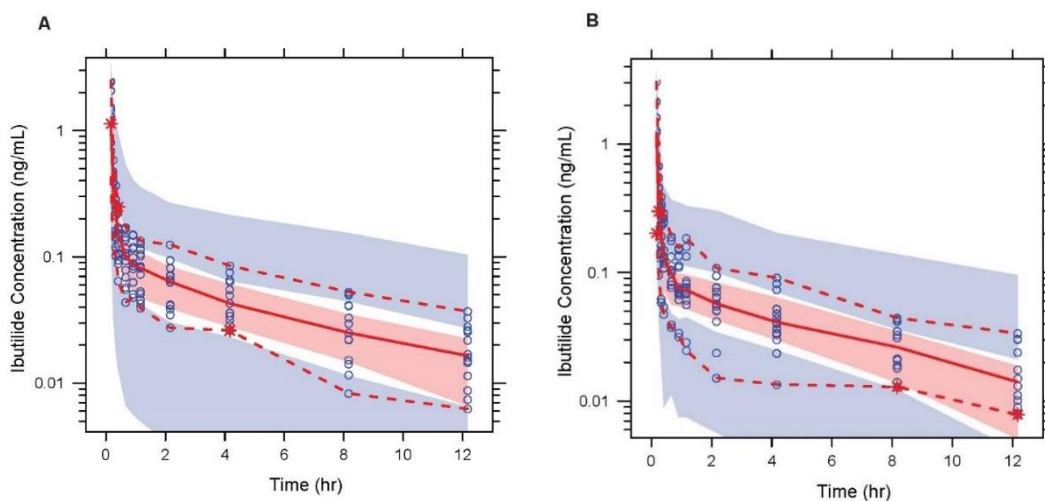 A
B
Ibutilide Concentration (ng/mL)
1
0.1
0.01
0 2 4 6 8 10 12
Time (hr)
Ibutilide Concentration (ng/mL)
1
0.1
0.01
0 2 4 6 8 10 12
Time (hr)